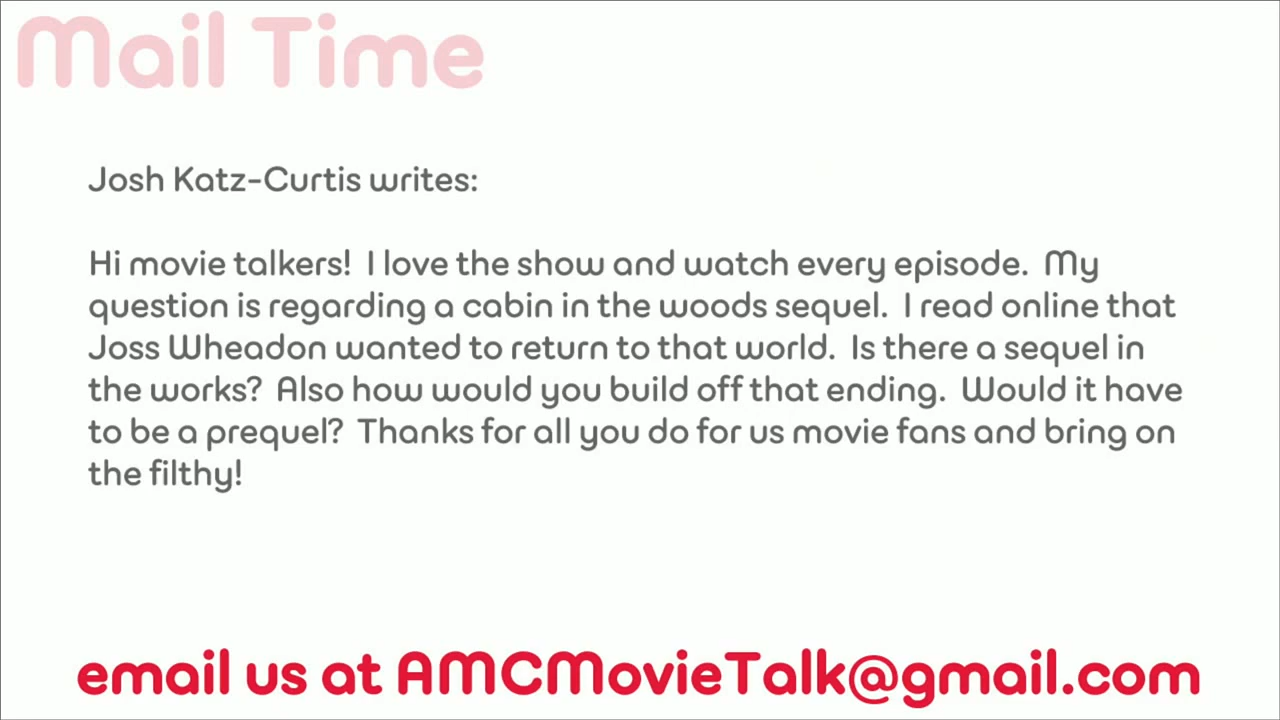 Mail Time
Josh Katz-Curtis writes:
Hi movie talkers!  I love the show and watch every episode.  My
question is regarding a cabin in the woods sequel.  I read online that
Joss Wheadon wanted to return to that world.  Is there a sequel in
the works?  Also how would you build off that ending.  Would it have
to be a prequel?  Thanks for all you do for us movie fans and bring on
the filthy!
email us at AMCMovieTalk@gmail.com